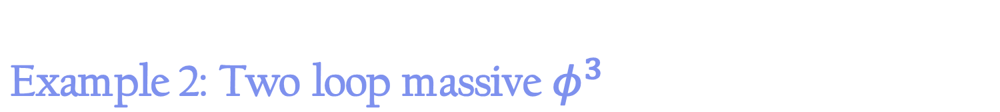 Example 2: Two loop massive ϕ³